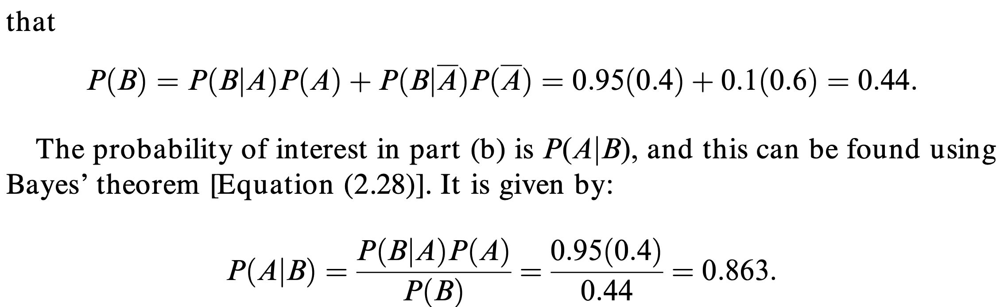 that
P(B) = P(B|A)P(A) + P(B|A̅)P(A̅) = 0.95(0.4) + 0.1(0.6) = 0.44.
The probability of interest in part (b) is P(A|B), and this can be found using
Bayes’ theorem [Equation (2.28)]. It is given by:
P(A|B) = \frac{P(B|A)P(A)}{P(B)} = \frac{0.95(0.4)}{0.44} = 0.863.